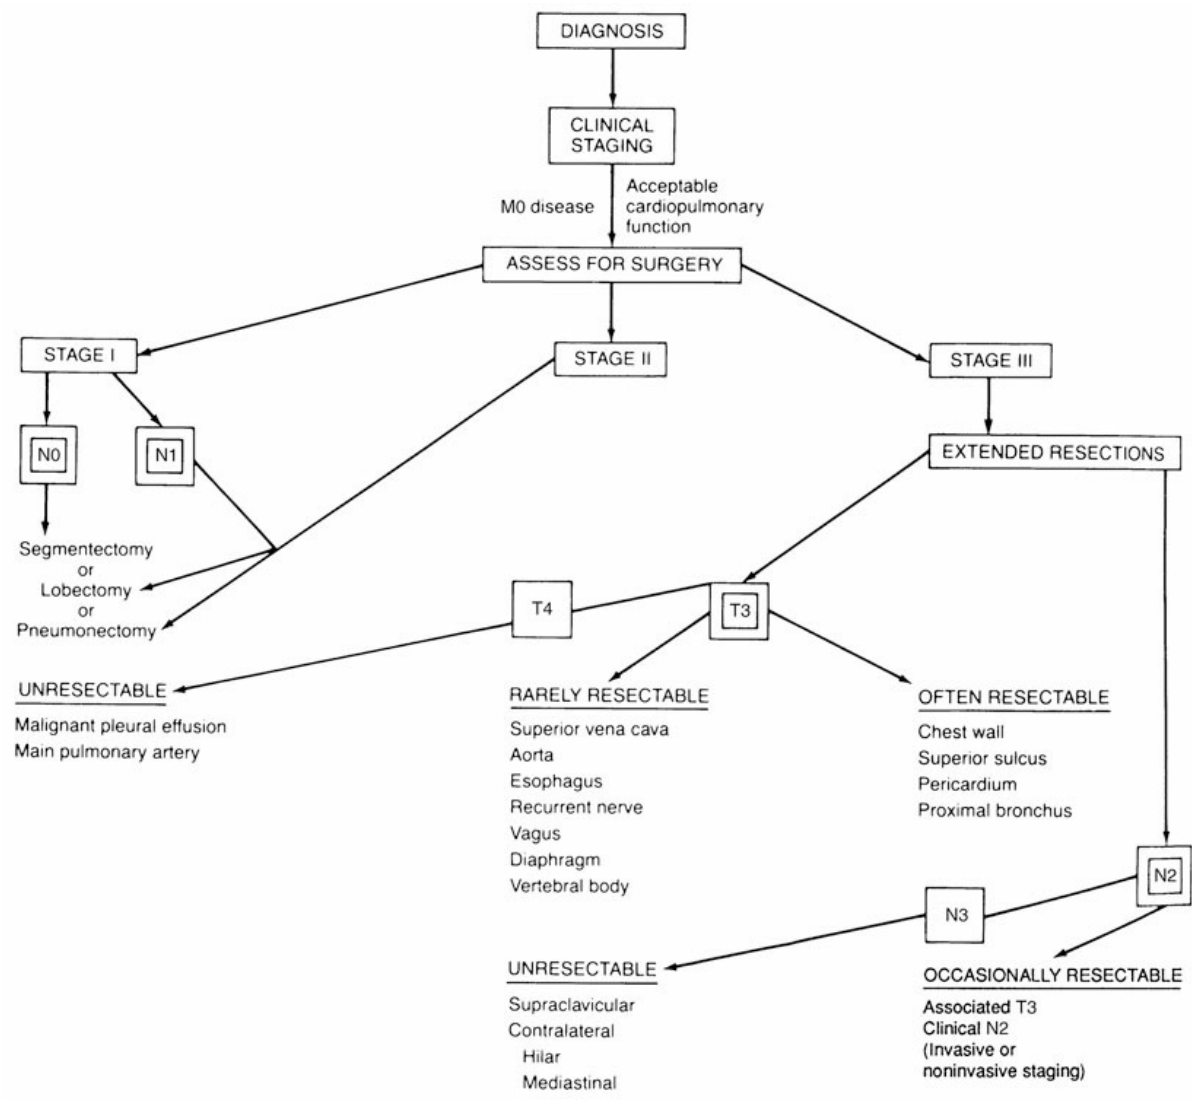 DIAGNOSIS
CLINICAL
STAGING
M0 disease
Acceptable
cardiopulmonary
function
ASSESS FOR SURGERY
STAGE I
STAGE II
STAGE III
N0
N1
EXTENDED RESECTIONS
Segmentectomy
or
Lobectomy
or
Pneumonectomy
T4
T3
UNRESECTABLE
Malignant pleural effusion
Main pulmonary artery
RARELY RESECTABLE
Superior vena cava
Aorta
Esophagus
Recurrent nerve
Vagus
Diaphragm
Vertebral body
OFTEN RESECTABLE
Chest wall
Superior sulcus
Pericardium
Proximal bronchus
N2
N3
UNRESECTABLE
Supraclavicular
Contralateral
Hilar
Mediastinal
OCCASIONALLY RESECTABLE
Associated T3
Clinical N2
(Invasive or
noninvasive staging)